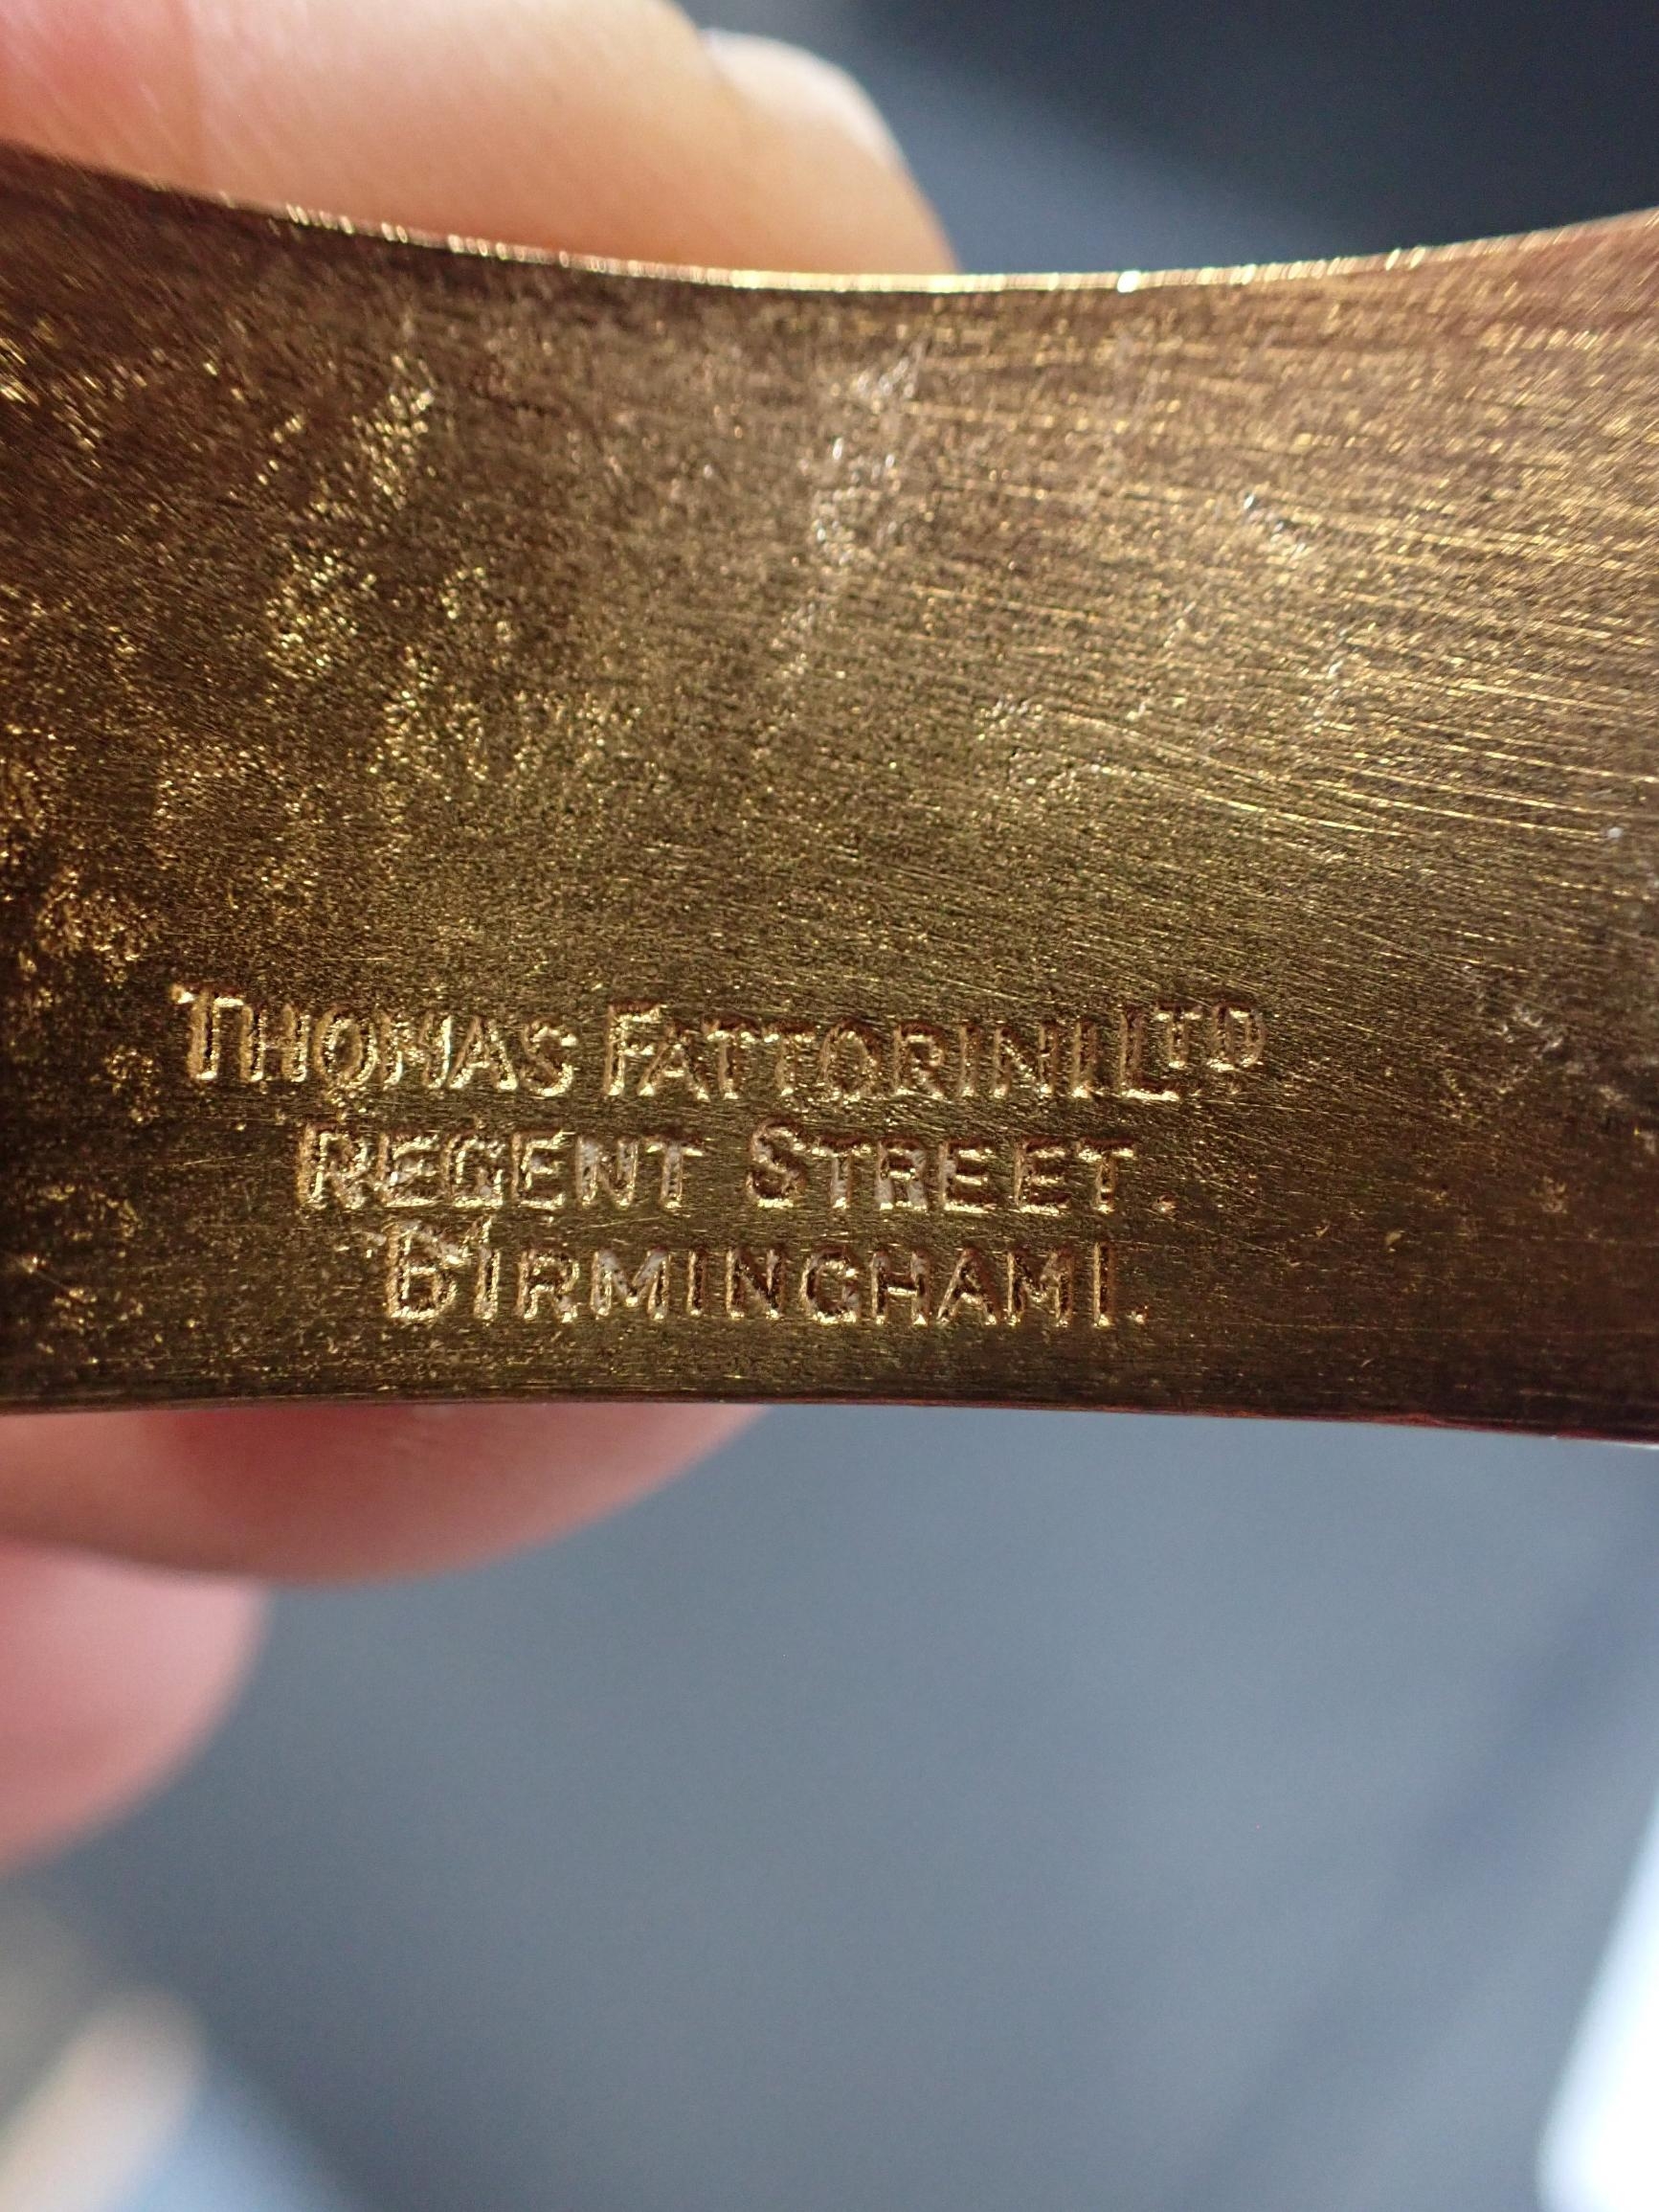 THOMAS FATTORINI LTD
REGENT STREET.
BIRMINGHAM 1.